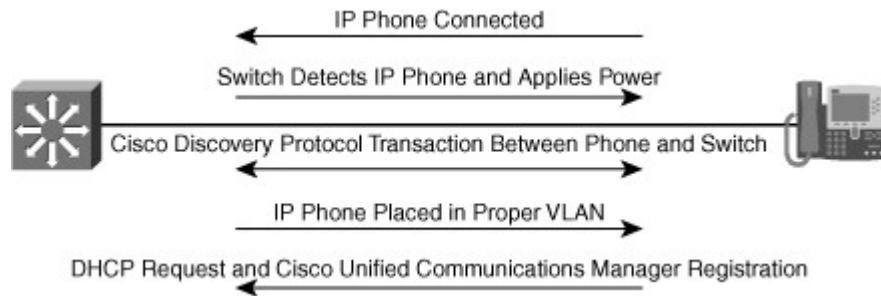 IP Phone Connected
Switch Detects IP Phone and Applies Power
Cisco Discovery Protocol Transaction Between Phone and Switch
IP Phone Placed in Proper VLAN
DHCP Request and Cisco Unified Communications Manager Registration